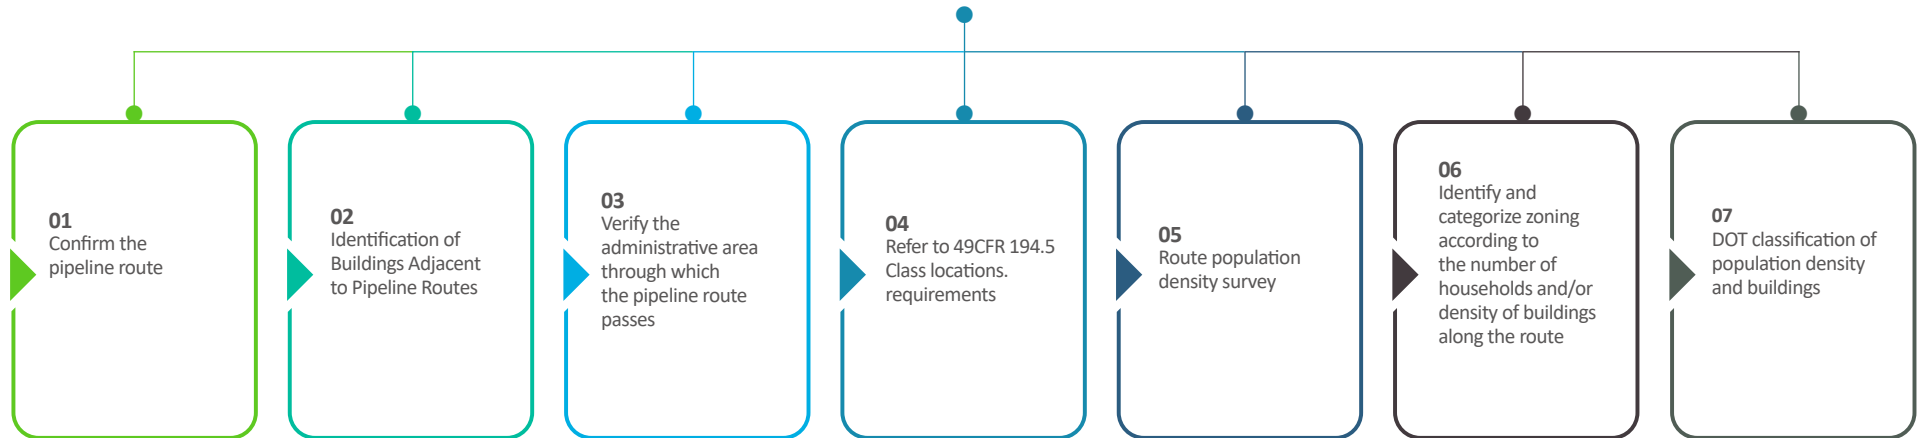 01
Confirm the
pipeline route
02
Identification of
Buildings Adjacent
to Pipeline Routes
03
Verify the
administrative area
through which
the pipeline route
passes
04
Refer to 49CFR 194.5
Class locations.
requirements
05
Route population
density survey
06
Identify and
categorize zoning
according to
the number of
households and/or
density of buildings
along the route
07
DOT classification of
population density
and buildings